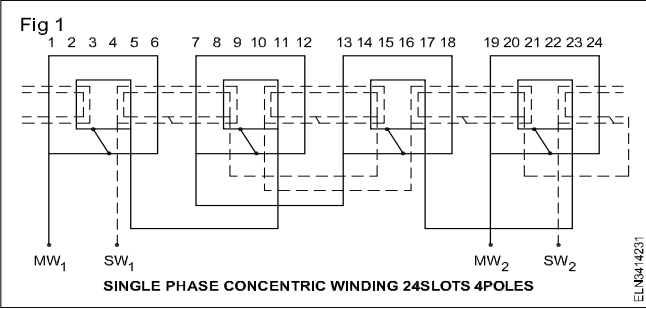 Fig 1
1 2 3 4 5 6 7 8 9 10 11 12 13 14 15 16 17 18 19 20 21 22 23 24
MW1 SW1 MW2 SW2
SINGLE PHASE CONCENTRIC WINDING 24SLOTS 4POLES
ELN3414231